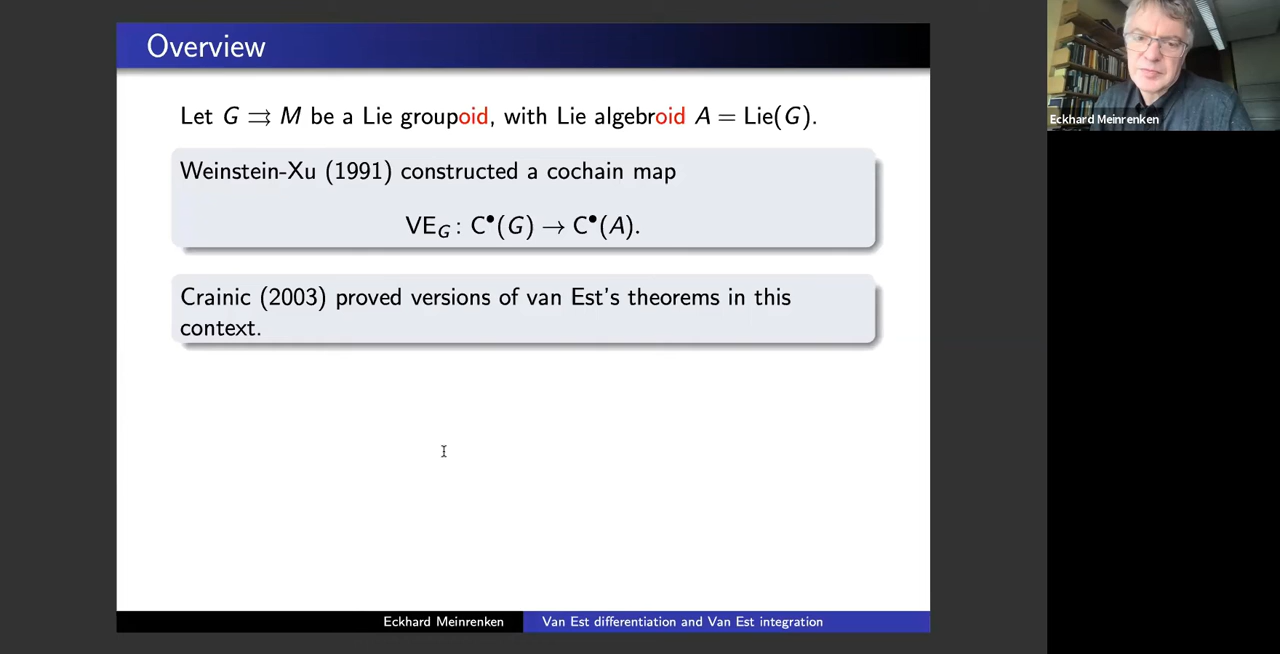 Overview
Let G ⇉ M be a Lie groupoid, with Lie algebroid A = Lie(G).
Weinstein-Xu (1991) constructed a cochain map
VE_G : C^•(G) → C^•(A).
Crainic (2003) proved versions of van Est's theorems in this
context.
Eckhard Meinrenken
Van Est differentiation and Van Est integration
Eckhard Meinrenken